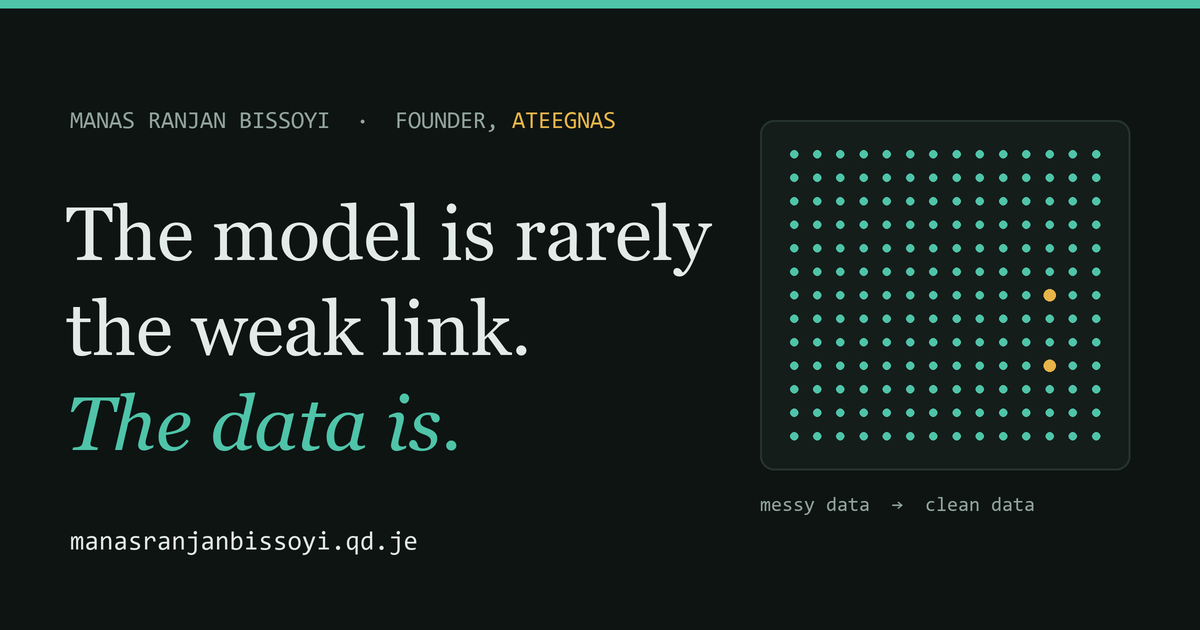 MANAS RANJAN BISSOYI · FOUNDER, ATEEGNAS
The model is rarely
the weak link.
The data is.
manasranjanbissoyi.qd.je
messy data → clean data